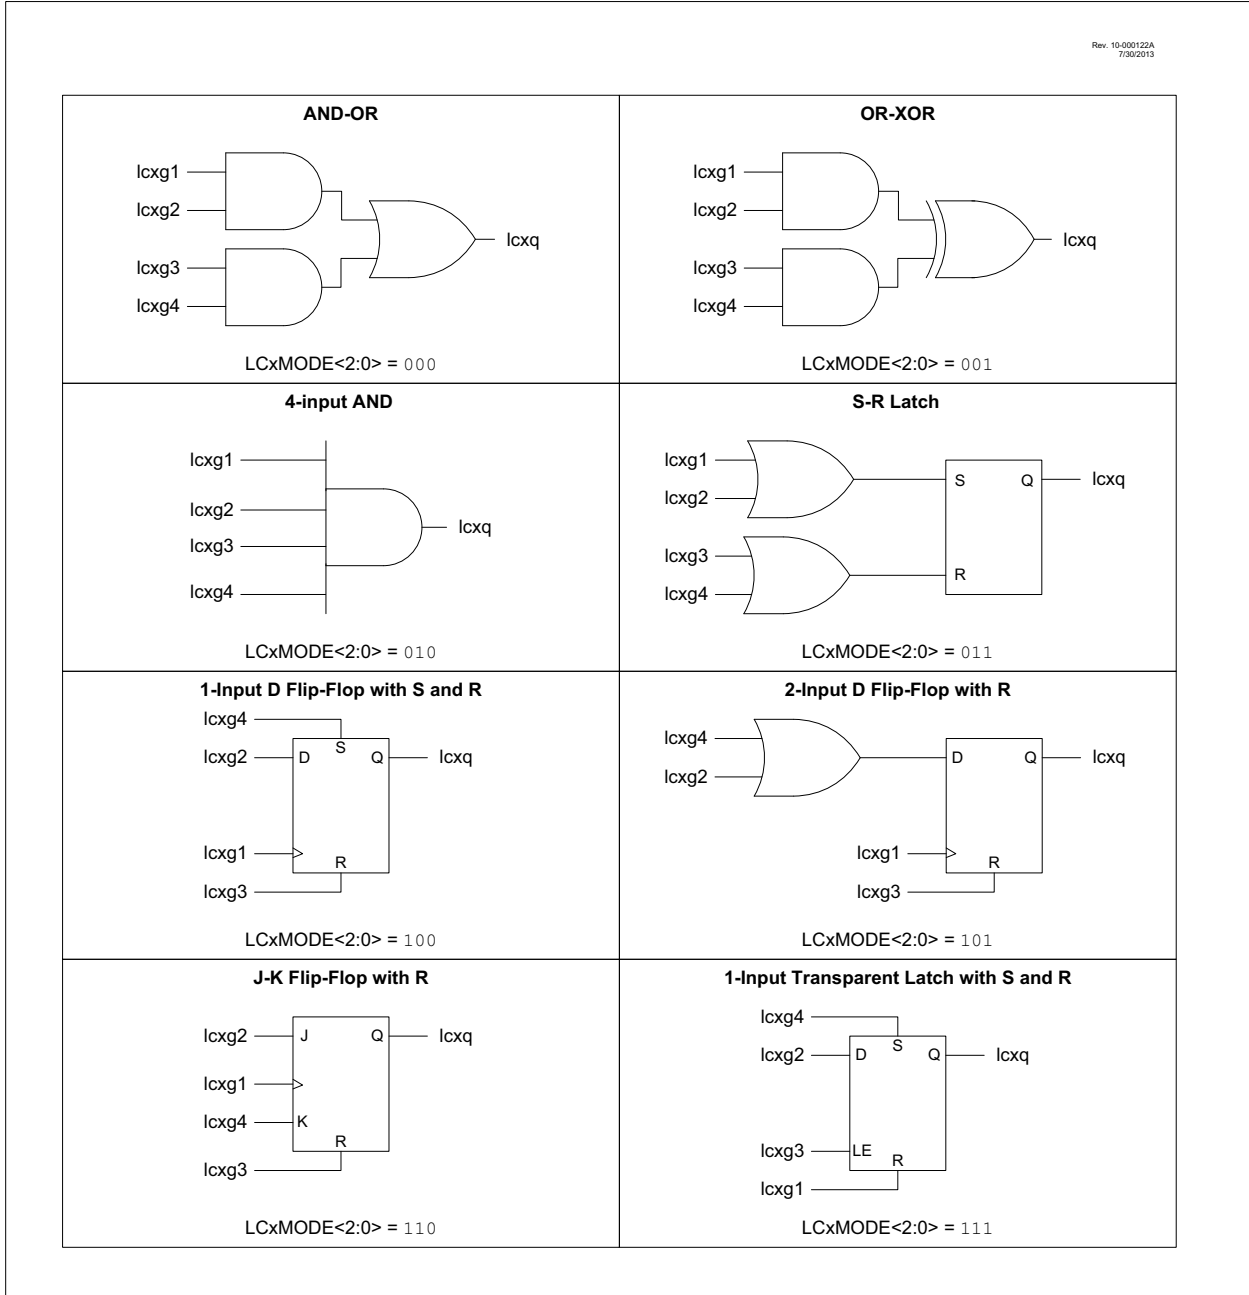 Rev. 10-000122A
7/30/2013
AND-OR
lcxg1
lcxg2
lcxg3
lcxg4
lcxq
LCxMODE<2:0> = 000
OR-XOR
lcxg1
lcxg2
lcxg3
lcxg4
lcxq
LCxMODE<2:0> = 001
4-input AND
lcxg1
lcxg2
lcxg3
lcxg4
lcxq
LCxMODE<2:0> = 010
S-R Latch
lcxg1
lcxg2
lcxg3
lcxg4
S Q lcxq
R
LCxMODE<2:0> = 011
1-Input D Flip-Flop with S and R
lcxg4
S
lcxg2 D Q lcxq
lcxg1
R
lcxg3
LCxMODE<2:0> = 100
2-Input D Flip-Flop with R
lcxg4
lcxg2
D Q lcxq
lcxg1
R
lcxg3
LCxMODE<2:0> = 101
J-K Flip-Flop with R
lcxg2 J Q lcxq
lcxg1
lcxg4 K
R
lcxg3
LCxMODE<2:0> = 110
1-Input Transparent Latch with S and R
lcxg4
S
lcxg2 D Q lcxq
lcxg3 LE
R
lcxg1
LCxMODE<2:0> = 111